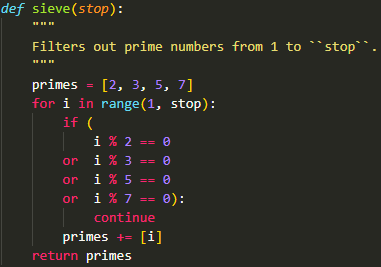 def sieve(stop):
    """
    Filters out prime numbers from 1 to ``stop``.
    """
    primes = [2, 3, 5, 7]
    for i in range(1, stop):
        if (
            i % 2 == 0
        or  i % 3 == 0
        or  i % 5 == 0
        or  i % 7 == 0):
            continue
        primes += [i]
    return primes